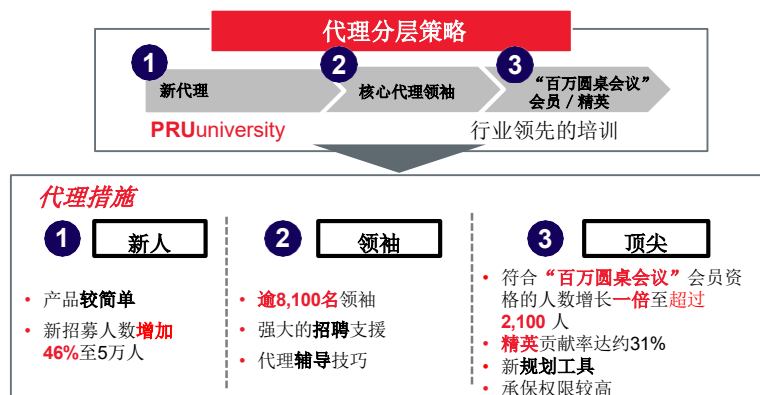 代理分层策略
1
新代理
2
核心代理领袖
3
“百万圆桌会议”
会员 / 精英
PRUuniversity
行业领先的培训
代理措施
1
新人
• 产品较简单
• 新招募人数增加
46%至5万人
2
领袖
• 逾8,100名领袖
• 强大的招聘支援
• 代理辅导技巧
3
顶尖
• 符合“百万圆桌会议”会员资
格的人数增长一倍至超过
2,100 人
• 精英贡献率达约31%
• 新规划工具
• 承保权限较高